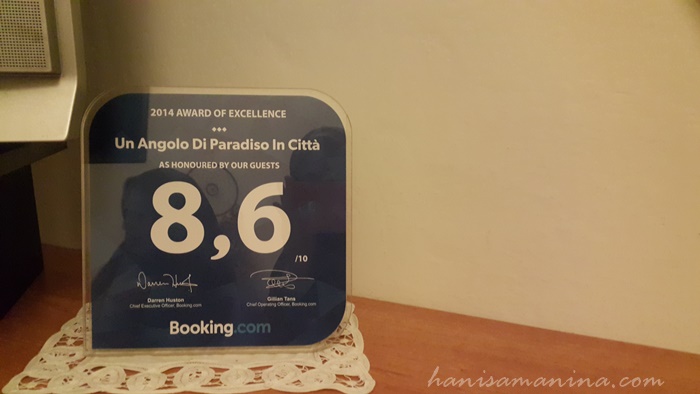 2014 AWARD OF EXCELLENCE
Un Angolo Di Paradiso In Città
AS HONOURED BY OUR GUESTS
8,6
/10
Darren Huston
Chief Executive Officer, Booking.com
Gillian Tans
Chief Operating Officer, Booking.com
Booking.com
hanisamanina.com